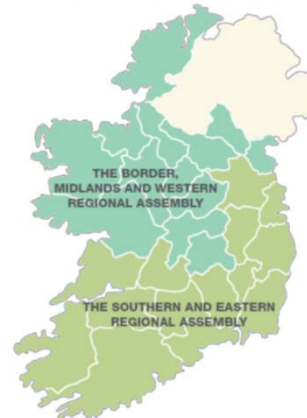 THE BORDER,
MIDLANDS AND WESTERN
REGIONAL ASSEMBLY
THE SOUTHERN AND EASTERN
REGIONAL ASSEMBLY